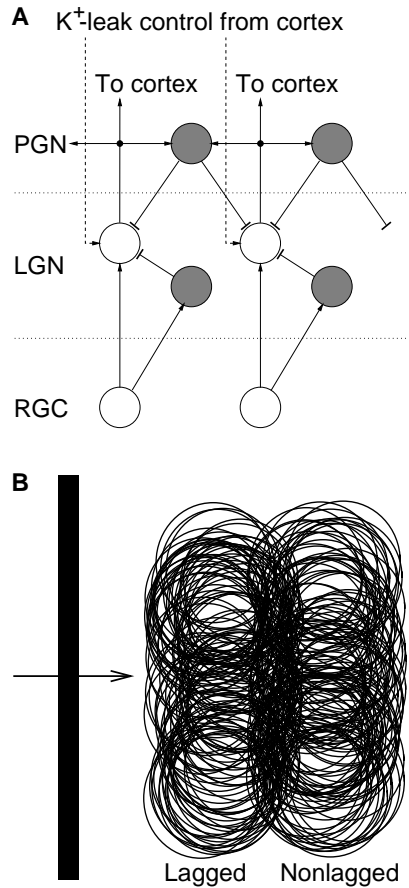 A
K⁺-leak control from cortex
To cortex To cortex
PGN
LGN
RGC
B
Lagged Nonlagged